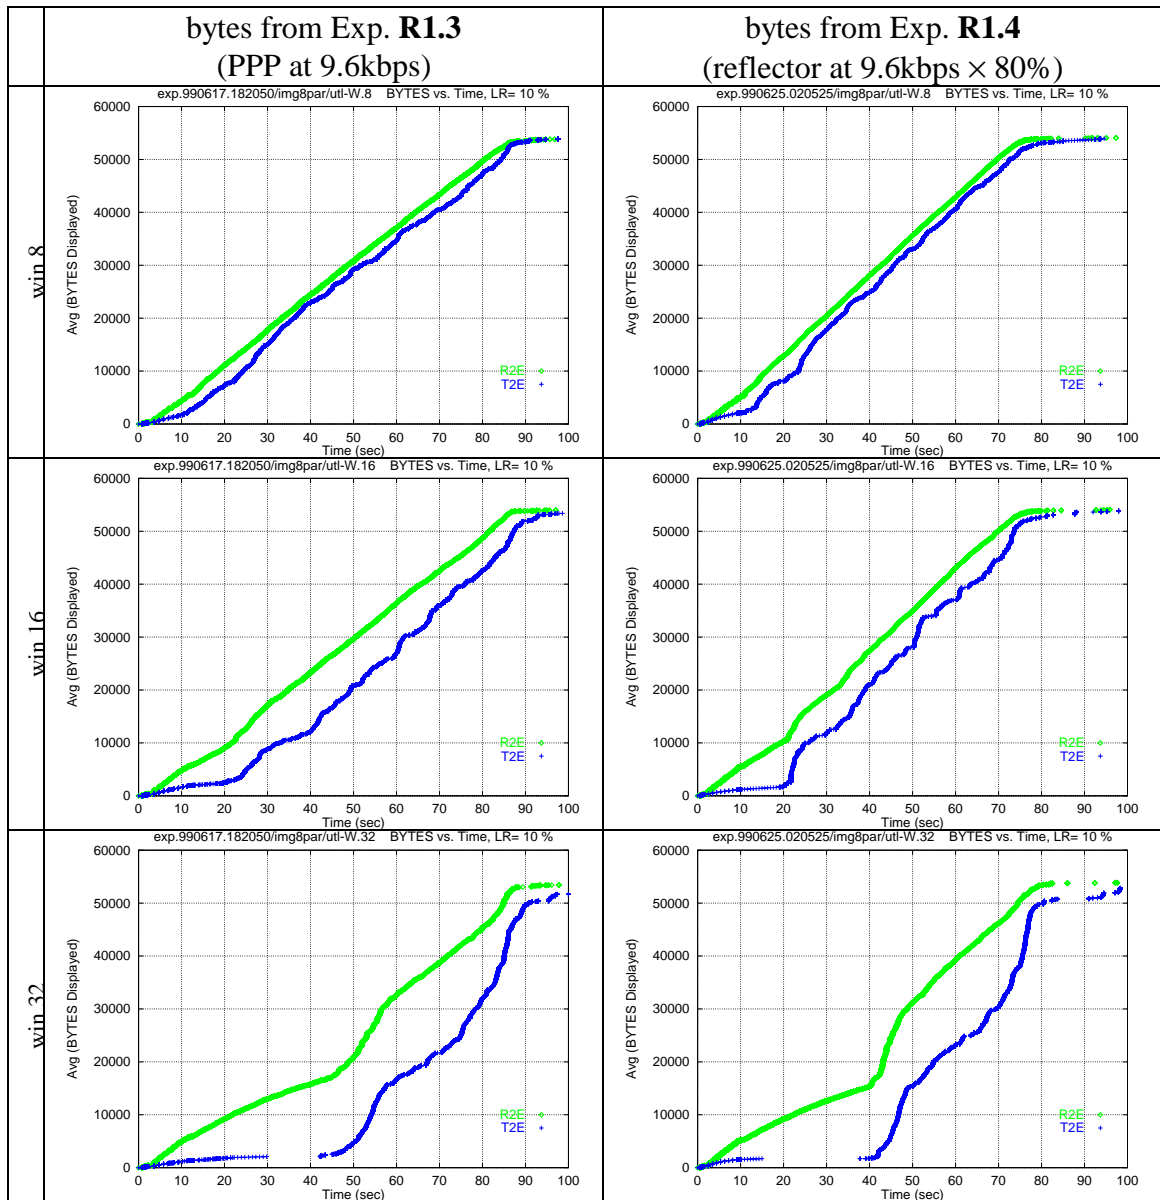 bytes from Exp. R1.3
(PPP at 9.6kbps)
bytes from Exp. R1.4
(reflector at 9.6kbps × 80%)
win 8
exp.990617.182050/img8par/utl-W.8 BYTES vs. Time, LR= 10 %
Avg (BYTES Displayed)
60000
50000
40000
30000
20000
10000
0
R2E
T2E
0 10 20 30 40 50 60 70 80 90 100
Time (sec)
exp.990625.020525/img8par/utl-W.8 BYTES vs. Time, LR= 10 %
Avg (BYTES Displayed)
60000
50000
40000
30000
20000
10000
0
R2E
T2E
0 10 20 30 40 50 60 70 80 90 100
Time (sec)
win 16
exp.990617.182050/img8par/utl-W.16 BYTES vs. Time, LR= 10 %
Avg (BYTES Displayed)
60000
50000
40000
30000
20000
10000
0
R2E
T2E
0 10 20 30 40 50 60 70 80 90 100
Time (sec)
exp.990625.020525/img8par/utl-W.16 BYTES vs. Time, LR= 10 %
Avg (BYTES Displayed)
60000
50000
40000
30000
20000
10000
0
R2E
T2E
0 10 20 30 40 50 60 70 80 90 100
Time (sec)
win 32
exp.990617.182050/img8par/utl-W.32 BYTES vs. Time, LR= 10 %
Avg (BYTES Displayed)
60000
50000
40000
30000
20000
10000
0
R2E
T2E
0 10 20 30 40 50 60 70 80 90 100
Time (sec)
exp.990625.020525/img8par/utl-W.32 BYTES vs. Time, LR= 10 %
Avg (BYTES Displayed)
60000
50000
40000
30000
20000
10000
0
R2E
T2E
0 10 20 30 40 50 60 70 80 90 100
Time (sec)